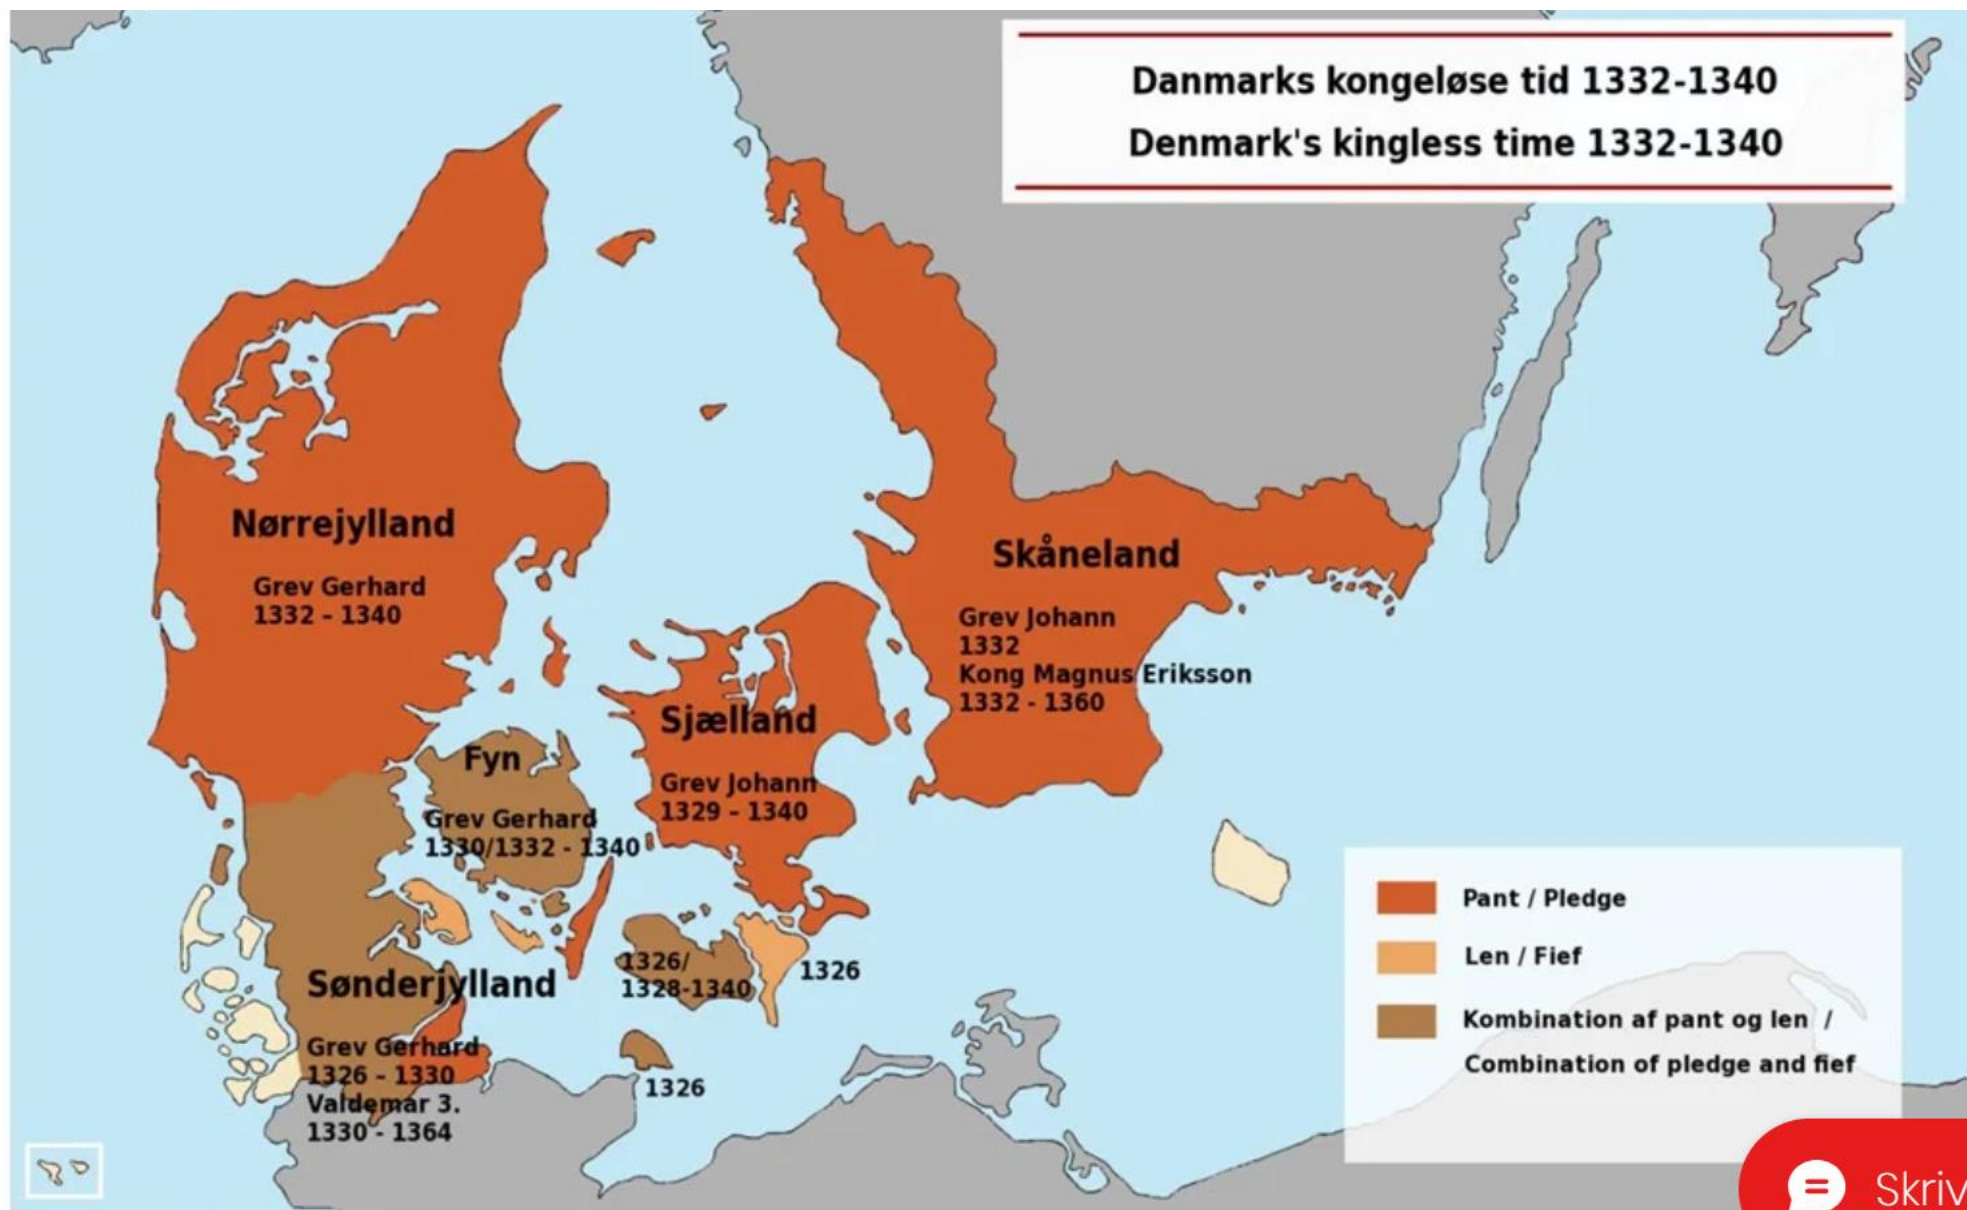 Danmarks kongeløse tid 1332-1340
Denmark's kingless time 1332-1340
Nørrejylland
Grev Gerhard
1332 – 1340
Skåneland
Grev Johann
1332
Kong Magnus Eriksson
1332 - 1360
Sjælland
Grev Johann
1329 – 1340
Fyn
Grev Gerhard
1330/1332 - 1340
1326/
1328-1340
1326
1326
Sønderjylland
Grev Gerhard
1326 – 1330
Valdemar 3.
1330 - 1364
Pant / Pledge
Len / Fief
Kombination af pant og len /
Combination of pledge and fief
Skriv